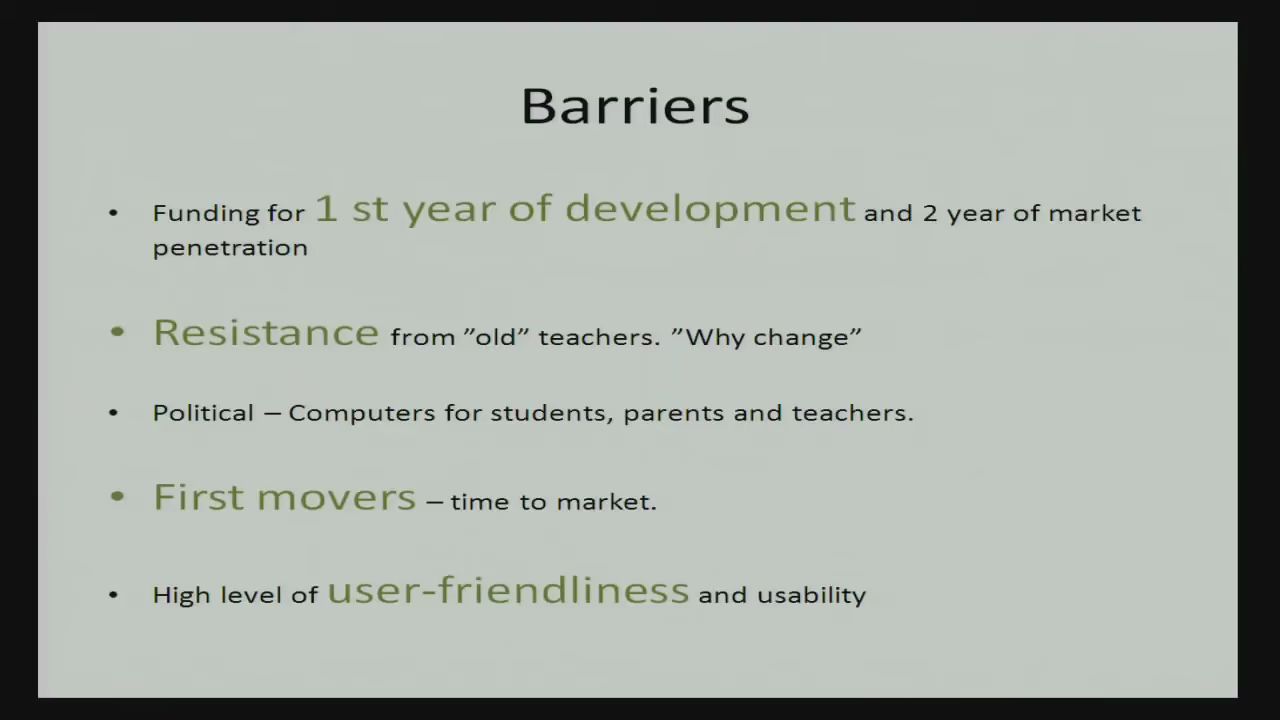 Barriers
• Funding for 1 st year of development and 2 year of market
penetration
• Resistance from ”old” teachers. ”Why change”
• Political – Computers for students, parents and teachers.
• First movers – time to market.
• High level of user-friendliness and usability